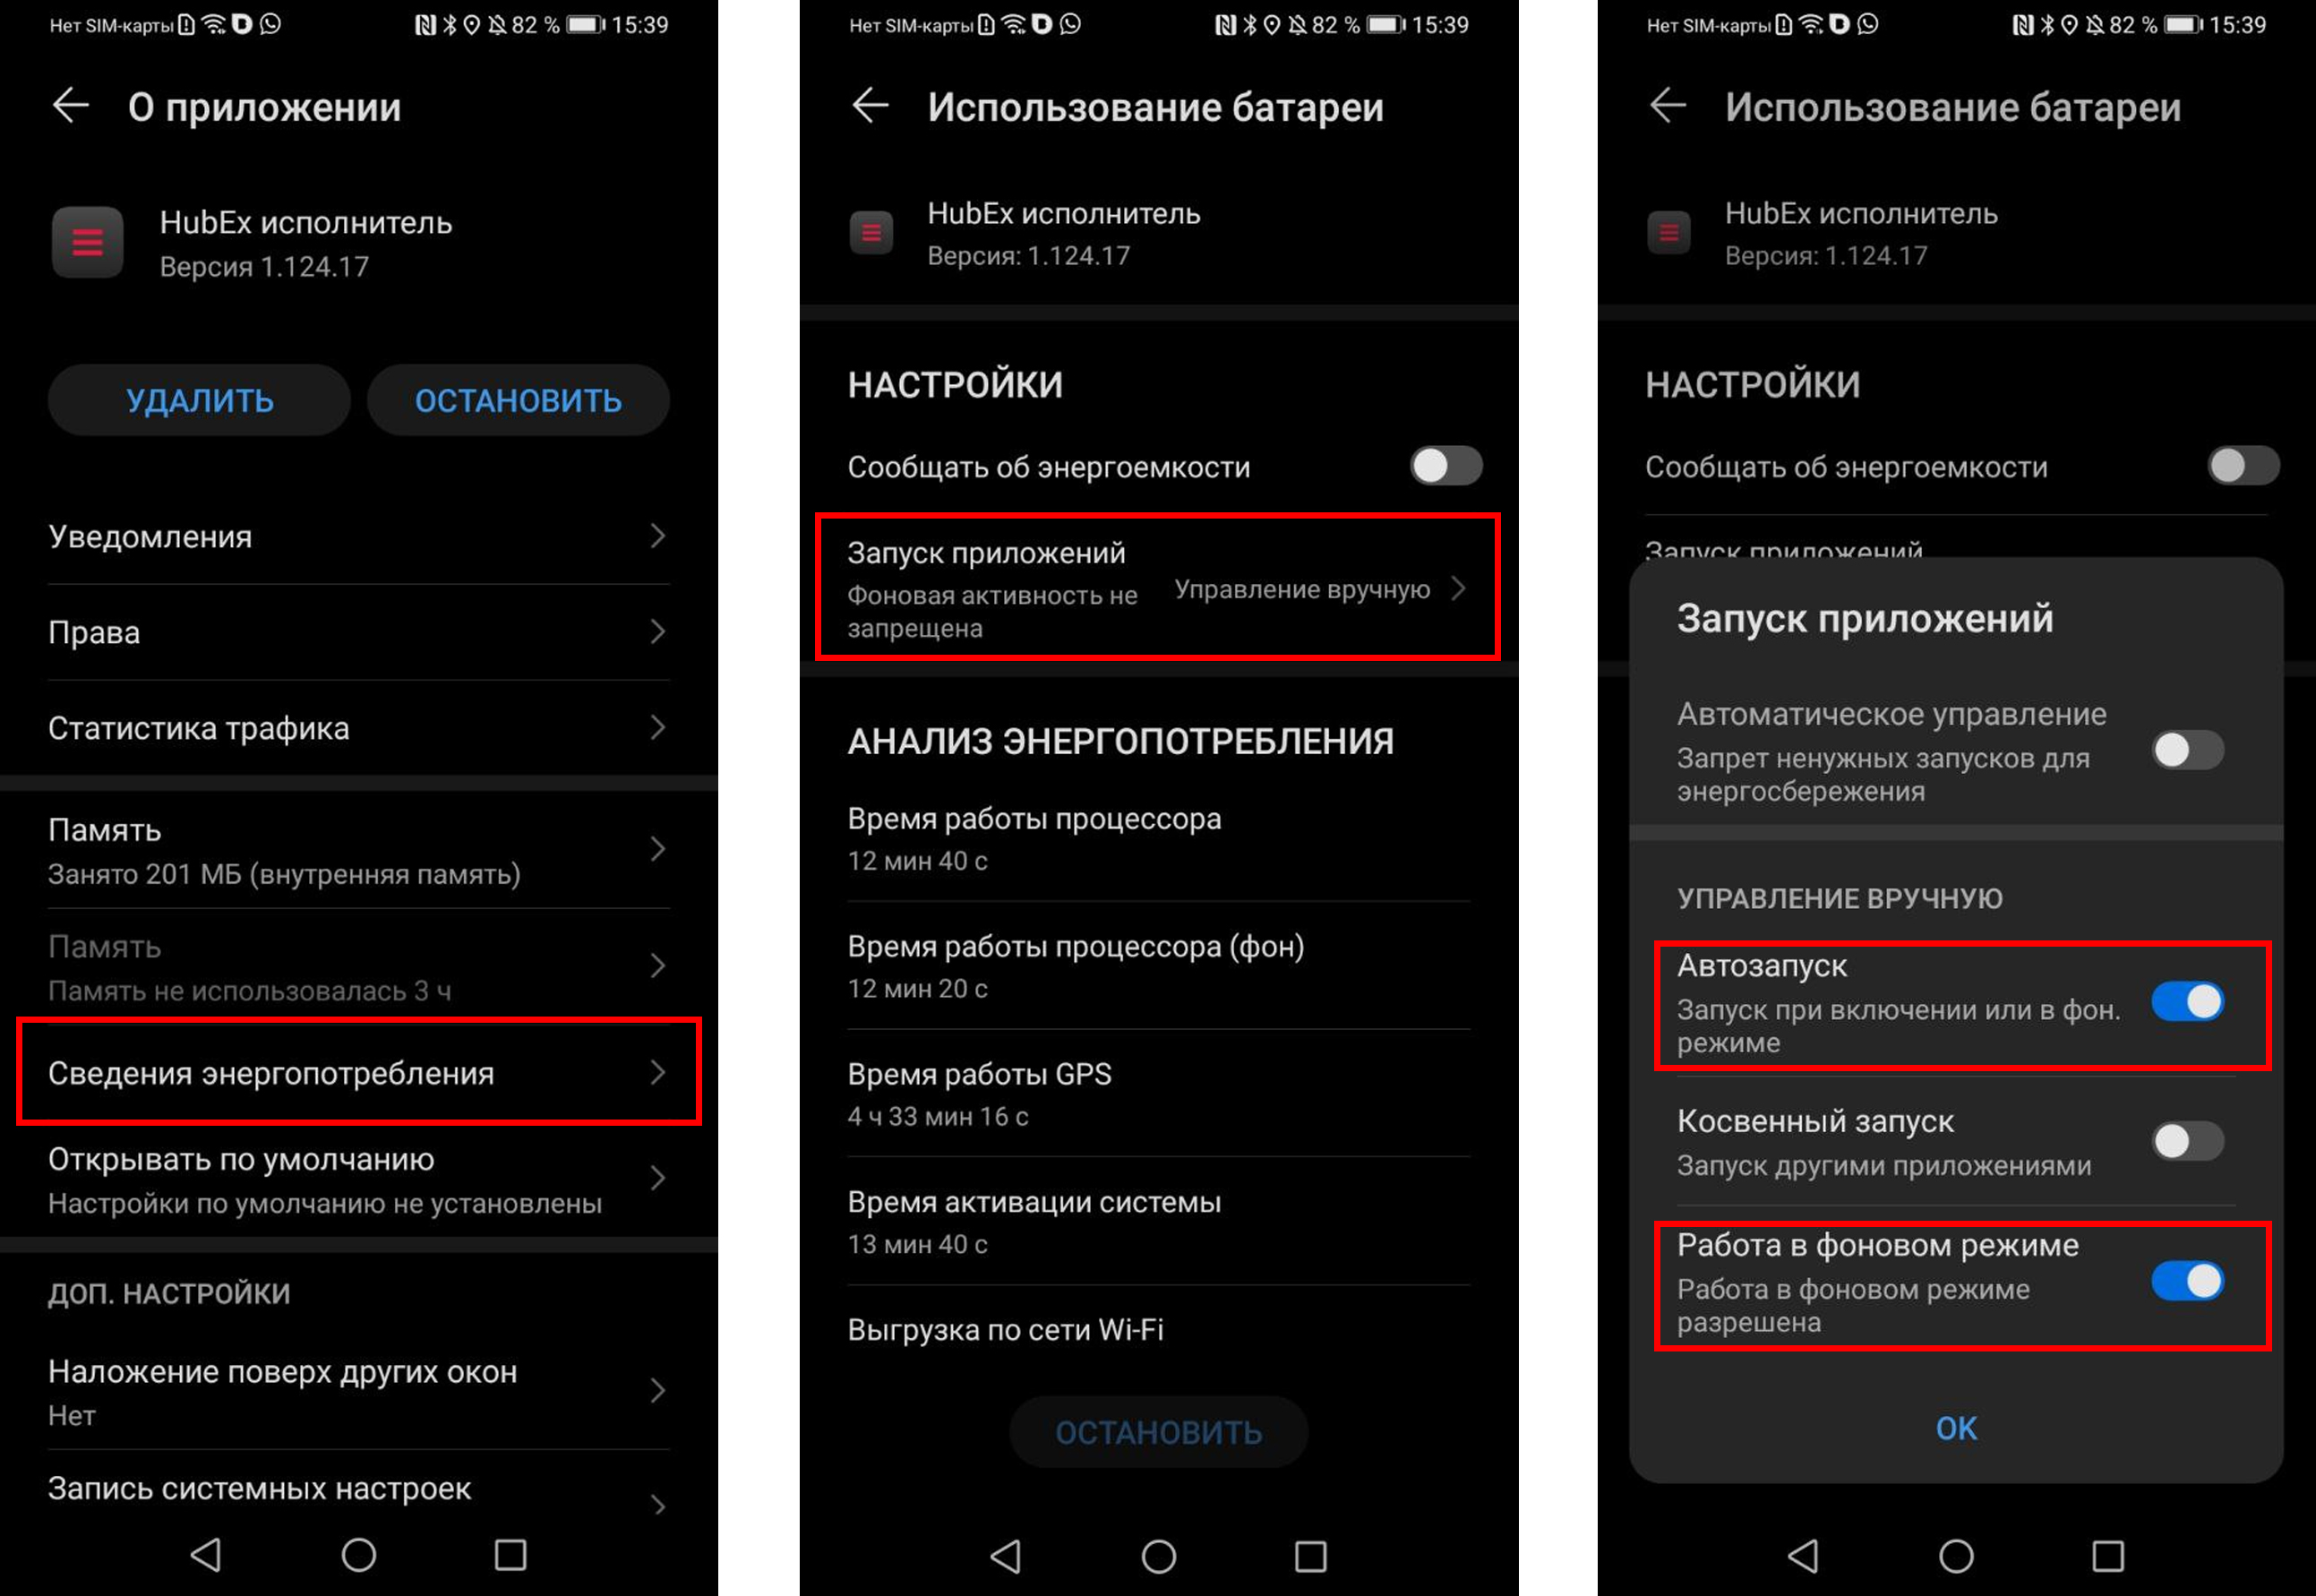 Нет SIM-карты 82 % 15:39
О приложении
HubEx исполнитель
Версия 1.124.17
УДАЛИТЬ ОСТАНОВИТЬ
Уведомления
Права
Статистика трафика
Память
Занято 201 МБ (внутренняя память)
Память
Память не использовалась 3 ч
Сведения энергопотребления
Открывать по умолчанию
Настройки по умолчанию не установлены
ДОП. НАСТРОЙКИ
Наложение поверх других окон
Нет
Запись системных настроек
Нет SIM-карты 82 % 15:39
Использование батареи
HubEx исполнитель
Версия: 1.124.17
НАСТРОЙКИ
Сообщать об энергоемкости
Запуск приложений
Фоновая активность не
запрещена
Управление вручную
АНАЛИЗ ЭНЕРГОПОТРЕБЛЕНИЯ
Время работы процессора
12 мин 40 с
Время работы процессора (фон)
12 мин 20 с
Время работы GPS
4 ч 33 мин 16 с
Время активации системы
13 мин 40 с
Выгрузка по сети Wi-Fi
ОСТАНОВИТЬ
Нет SIM-карты 82 % 15:39
Использование батареи
HubEx исполнитель
Версия: 1.124.17
НАСТРОЙКИ
Сообщать об энергоемкости
Запуск приложений
Запуск приложений
Автоматическое управление
Запрет ненужных запусков для
энергосбережения
УПРАВЛЕНИЕ ВРУЧНУЮ
Автозапуск
Запуск при включении или в фон.
режиме
Косвенный запуск
Запуск другими приложениями
Работа в фоновом режиме
Работа в фоновом режиме
разрешена
OK